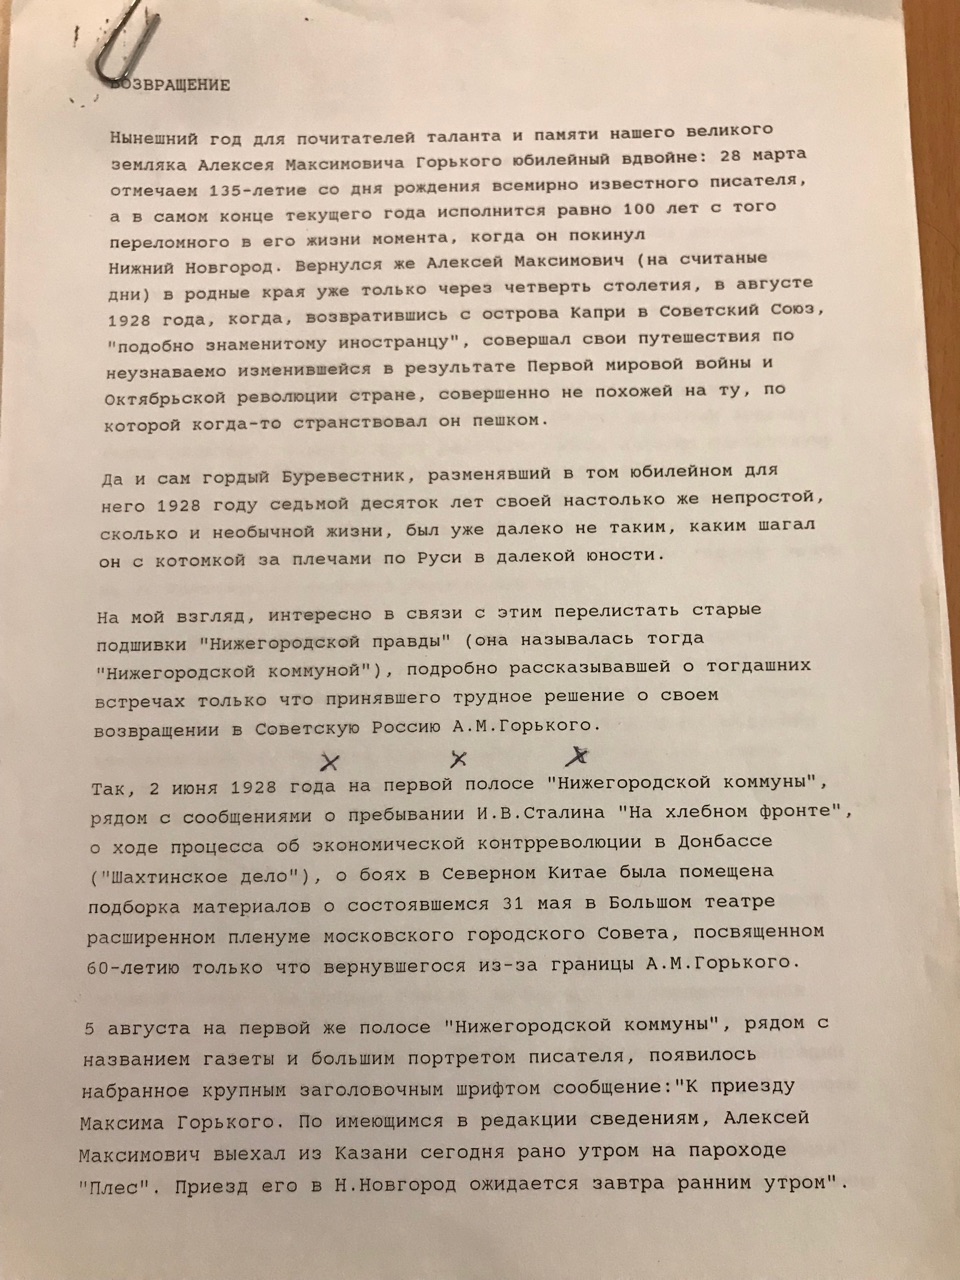 ВОЗВРАЩЕНИЕ
Нынешний год для почитателей таланта и памяти нашего великого
земляка Алексея Максимовича Горького юбилейный вдвойне: 28 марта
отмечаем 135-летие со дня рождения всемирно известного писателя,
а в самом конце текущего года исполнится равно 100 лет с того
переломного в его жизни момента, когда он покинул
Нижний Новгород. Вернулся же Алексей Максимович (на считаные
дни) в родные края уже только через четверть столетия, в августе
1928 года, когда, возвратившись с острова Капри в Советский Союз,
"подобно знаменитому иностранцу", совершал свои путешествия по
неузнаваемо изменившейся в результате Первой мировой войны и
Октябрьской революции стране, совершенно не похожей на ту, по
которой когда-то странствовал он пешком.
Да и сам гордый Буревестник, разменявший в том юбилейном для
него 1928 году седьмой десяток лет своей настолько же непростой,
сколько и необычной жизни, был уже далеко не таким, каким шагал
он с котомкой за плечами по Руси в далекой юности.
На мой взгляд, интересно в связи с этим перелистать старые
подшивки "Нижегородской правды" (она называлась тогда
"Нижегородской коммуной"), подробно рассказывавшей о тогдашних
встречах только что принявшего трудное решение о своем
возвращении в Советскую Россию А.М.Горького.
х х х
Так, 2 июня 1928 года на первой полосе "Нижегородской коммуны",
рядом с сообщениями о пребывании И.В.Сталина "На хлебном фронте",
о ходе процесса об экономической контрреволюции в Донбассе
("Шахтинское дело"), о боях в Северном Китае была помещена
подборка материалов о состоявшемся 31 мая в Большом театре
расширенном пленуме московского городского Совета, посвященном
60-летию только что вернувшегося из-за границы А.М.Горького.
5 августа на первой же полосе "Нижегородской коммуны", рядом с
названием газеты и большим портретом писателя, появилось
набранное крупным заголовочным шрифтом сообщение:"К приезду
Максима Горького. По имеющимся в редакции сведениям, Алексей
Максимович выехал из Казани сегодня рано утром на пароходе
"Плес". Приезд его в Н.Новгород ожидается завтра ранним утром".